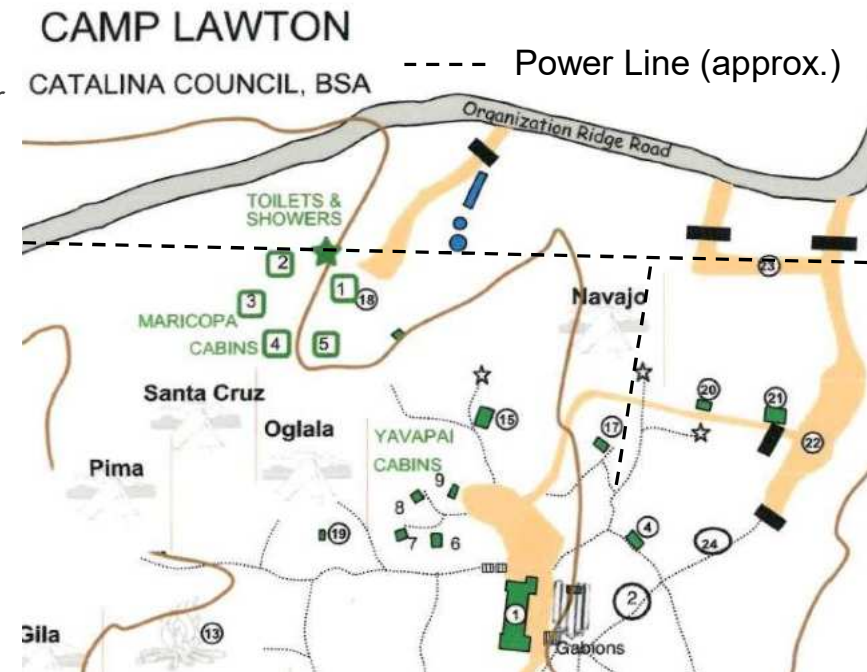 CAMP LAWTON
---- Power Line (approx.)
CATALINA COUNCIL, BSA
Organization Ridge Road
TOILETS &
SHOWERS
2
23
1
18
3
Navajo
MARICOPA
CABINS
4
5
Santa Cruz
20
21
15
Oglala
YAVAPAI
CABINS
17
22
Pima
9
8
19
7
6
4
24
1
2
Gila
13
Gabions